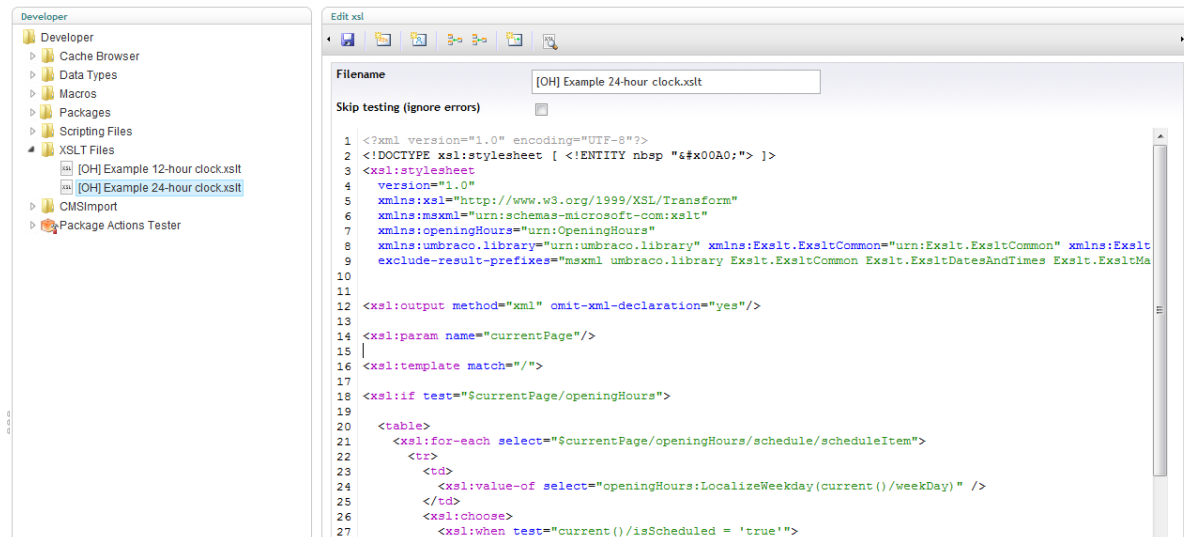 Developer
Developer
Cache Browser
Data Types
Macros
Packages
Scripting Files
XSLT Files
[OH] Example 12-hour clock.xslt
[OH] Example 24-hour clock.xslt
CMSImport
Package Actions Tester
Edit xsl
Filename
[OH] Example 24-hour clock.xslt
Skip testing (ignore errors)
1 <?xml version="1.0" encoding="UTF-8"?>
2 <!DOCTYPE xsl:stylesheet [ <!ENTITY nbsp "&#x00A0;"> ]>
3 <xsl:stylesheet
4 version="1.0"
5 xmlns:xsl="http://www.w3.org/1999/XSL/Transform"
6 xmlns:msxml="urn:schemas-microsoft-com:xslt"
7 xmlns:openingHours="urn:OpeningHours"
8 xmlns:umbraco.library="urn:umbraco.library" xmlns:Exslt.ExsltCommon="urn:Exslt.ExsltCommon" xmlns:Exslt
9 exclude-result-prefixes="msxml umbraco.library Exslt.ExsltCommon Exslt.ExsltDatesAndTimes Exslt.ExsltMa
10
11
12 <xsl:output method="xml" omit-xml-declaration="yes"/>
13
14 <xsl:param name="currentPage"/>
15
16 <xsl:template match="/">
17
18 <xsl:if test="$currentPage/openingHours">
19
20 <table>
21 <xsl:for-each select="$currentPage/openingHours/schedule/scheduleItem">
22 <tr>
23 <td>
24 <xsl:value-of select="openingHours:LocalizeWeekday(current()/weekDay)" />
25 </td>
26 <xsl:choose>
27 <xsl:when test="current()/isScheduled = 'true'">